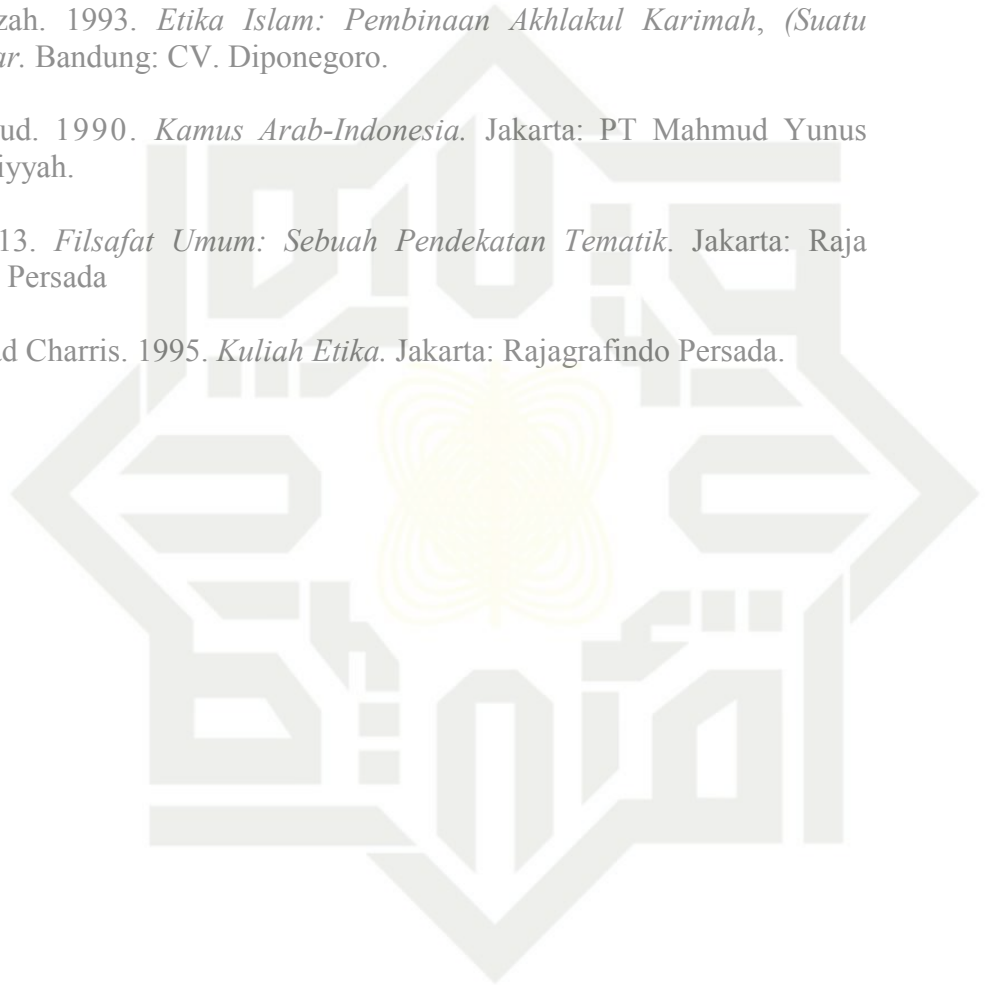 zah. 1993. Etika Islam: Pembinaan Akhlakul Karimah, (Suatu
ar. Bandung: CV. Diponegoro.
ud. 1990. Kamus Arab-Indonesia. Jakarta: PT Mahmud Yunus
iyyah.
13. Filsafat Umum: Sebuah Pendekatan Tematik. Jakarta: Raja
Persada
ad Charris. 1995. Kuliah Etika. Jakarta: Rajagrafindo Persada.